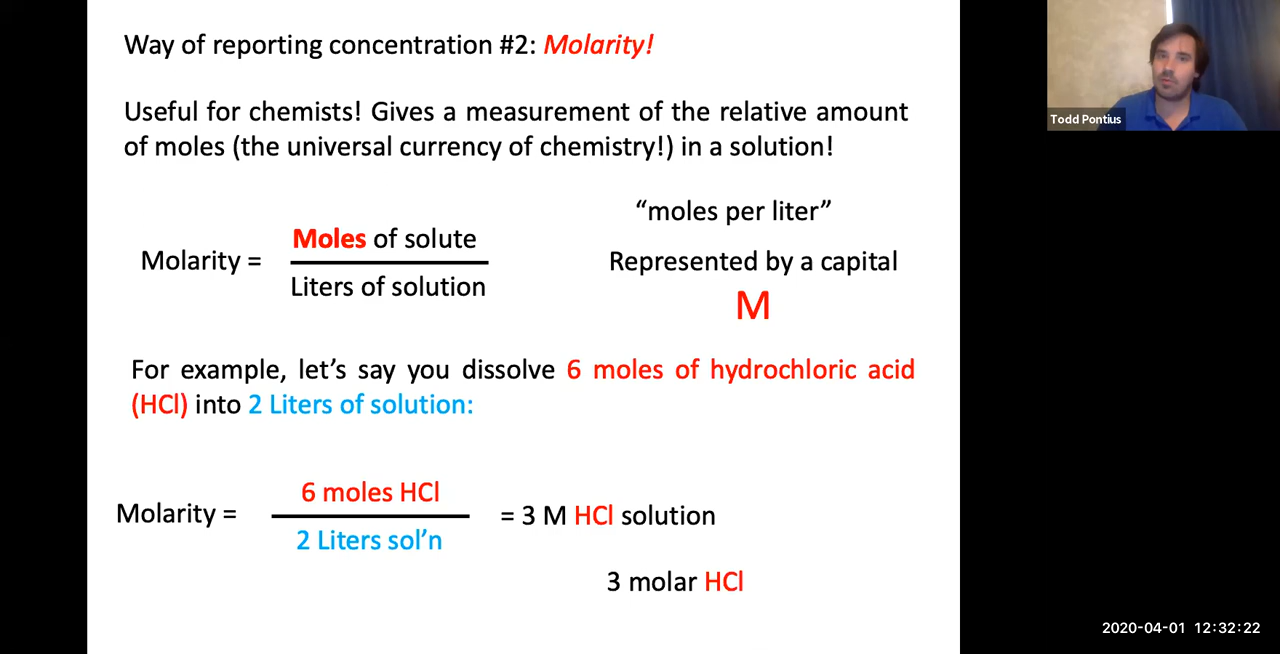 Way of reporting concentration #2: Molarity!
Useful for chemists! Gives a measurement of the relative amount
of moles (the universal currency of chemistry!) in a solution!
Molarity =
Moles of solute
Liters of solution
“moles per liter”
Represented by a capital
M
For example, let’s say you dissolve 6 moles of hydrochloric acid
(HCl) into 2 Liters of solution:
Molarity =
6 moles HCl
2 Liters sol’n
= 3 M HCl solution
3 molar HCl
Todd Pontius
2020-04-01 12:32:22